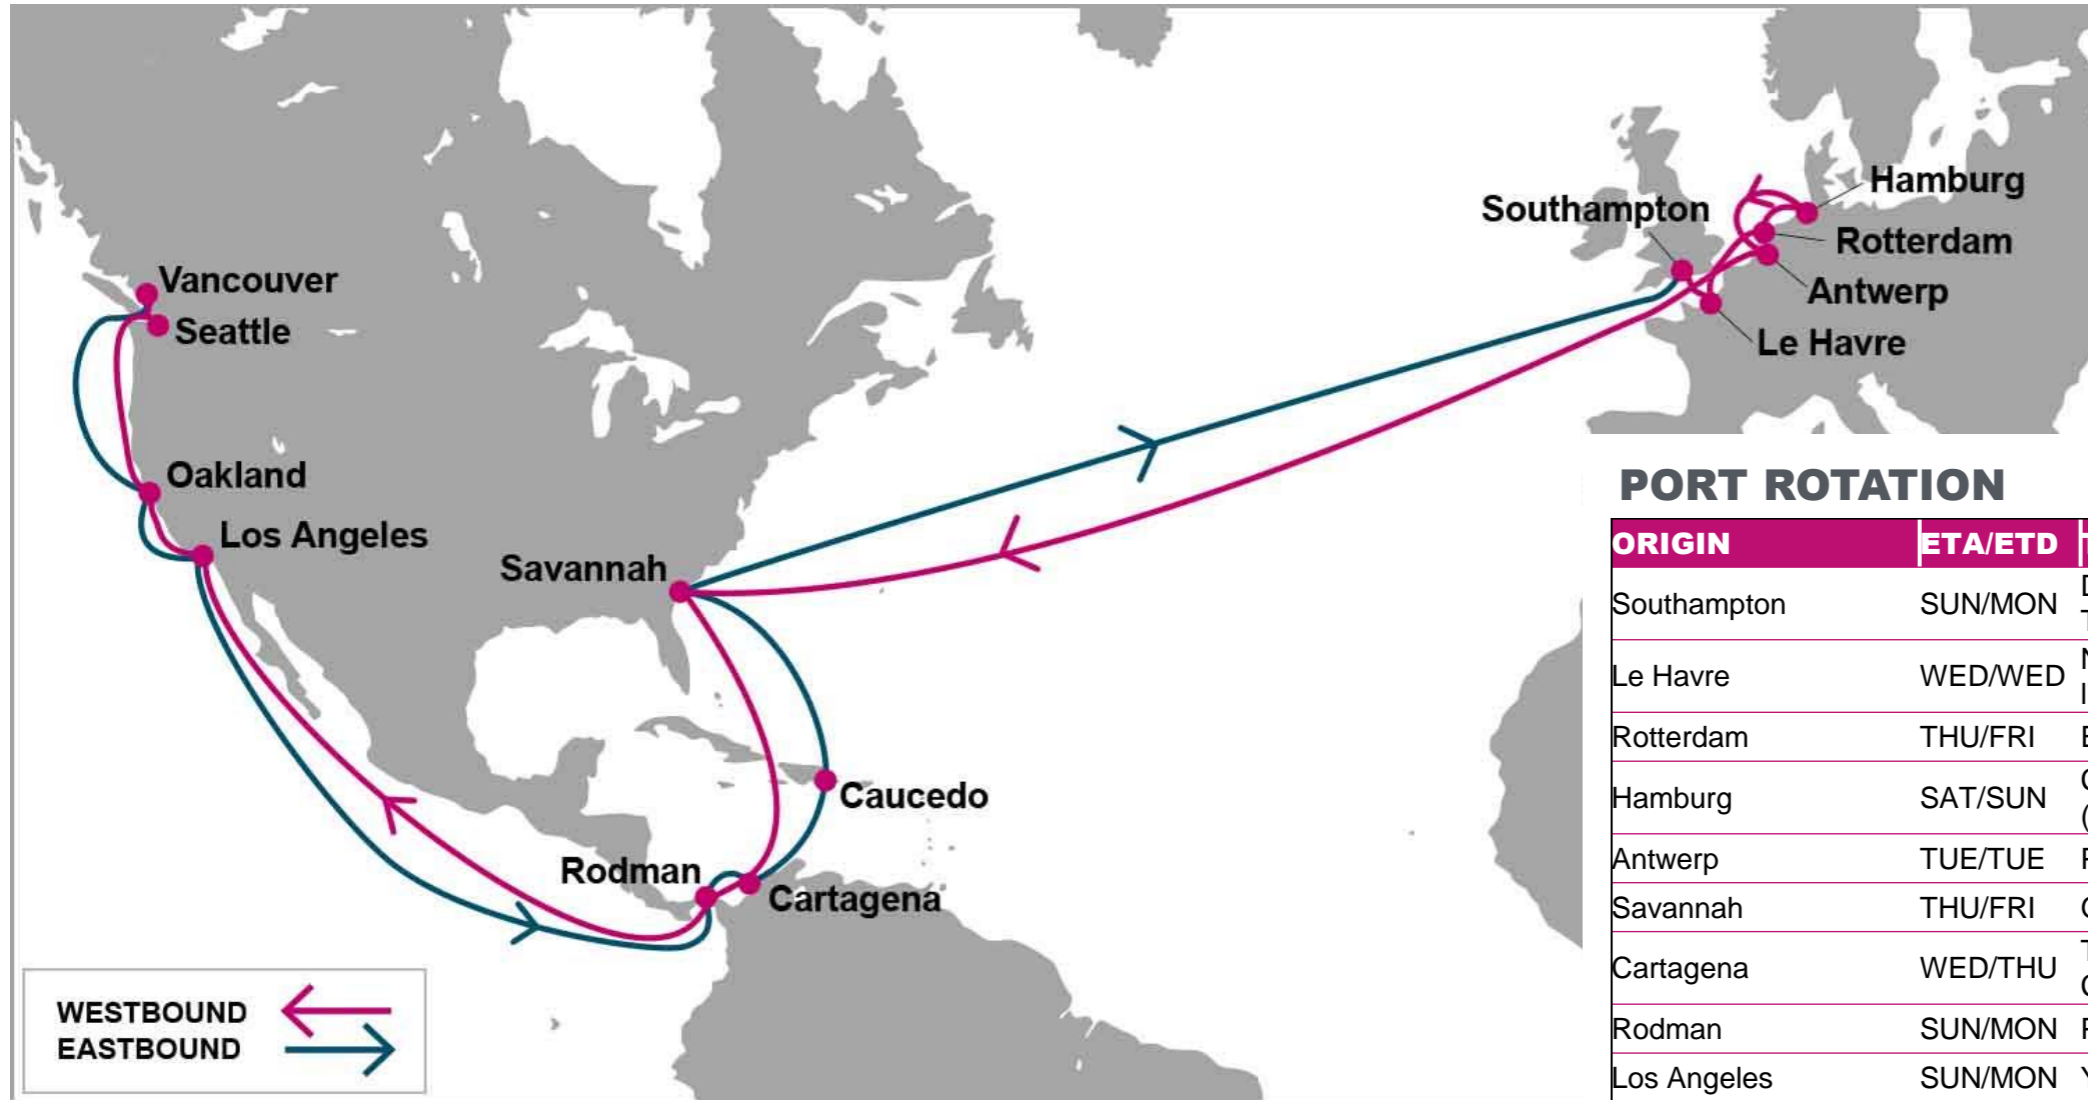 Hamburg
Southampton
Rotterdam
Antwerp
Le Havre
Vancouver
Seattle
Oakland
Los Angeles
Savannah
Caucedo
Rodman
Cartagena
WESTBOUND
EASTBOUND
PORT ROTATION
ORIGIN ETA/ETD
Southampton SUN/MON
Le Havre WED/WED
Rotterdam THU/FRI
Hamburg SAT/SUN
Antwerp TUE/TUE
Savannah THU/FRI
Cartagena WED/THU
Rodman SUN/MON
Los Angeles SUN/MON